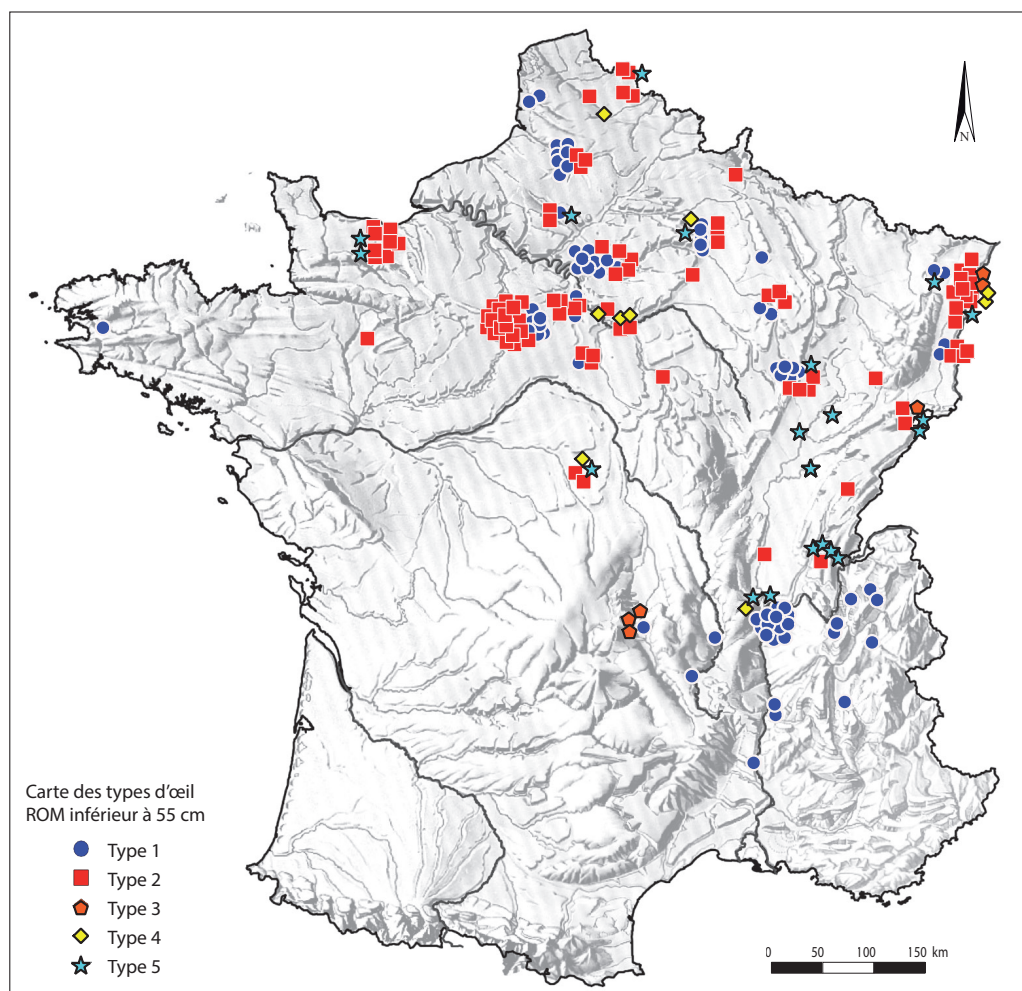 N
Carte des types d'œil
ROM inférieur à 55 cm
Type 1
Type 2
Type 3
Type 4
Type 5
0 50 100 150 km